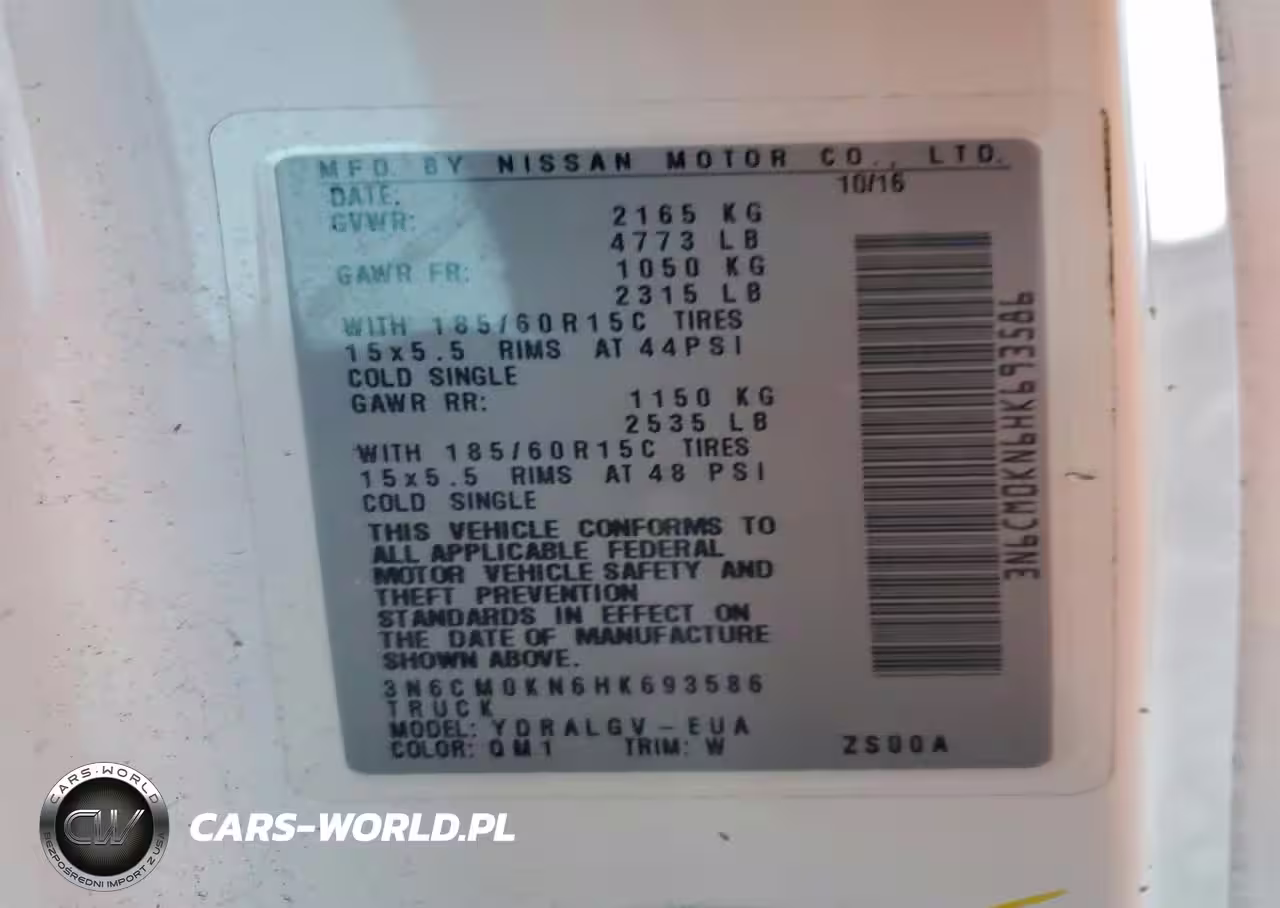 MFD. BY NISSAN MOTOR CO., LTD.
DATE: 10/16
GVWR: 2165 KG
4773 LB
GAWR FR: 1050 KG
2315 LB
WITH 185/60R15C TIRES
15x5.5 RIMS AT 44PSI
COLD SINGLE
GAWR RR: 1150 KG
2535 LB
WITH 185/60R15C TIRES
15x5.5 RIMS AT 48 PSI
COLD SINGLE
THIS VEHICLE CONFORMS TO
ALL APPLICABLE FEDERAL
MOTOR VEHICLE SAFETY AND
THEFT PREVENTION
STANDARDS IN EFFECT ON
THE DATE OF MANUFACTURE
SHOWN ABOVE.
3N6CM0KN6HK693586
TRUCK
MODEL: YDRALGV-EUA
COLOR: QM1 TRIM: W ZS00A
3N6CM0KN6HK693586
CARS-WORLD
CW
BEZPOŚREDNI IMPORT Z USA
CARS-WORLD.PL